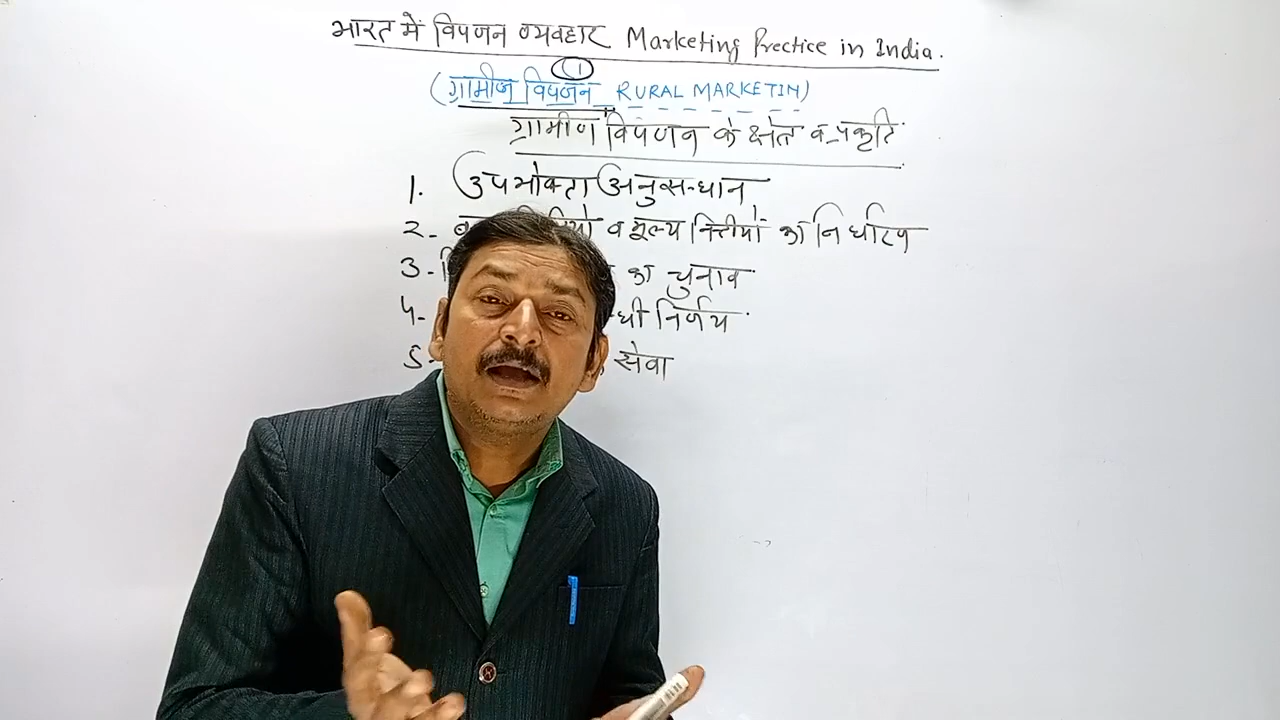 भारत में विपणन व्यवहार Marketing Prectice in India.
1
(ग्रामीण विपणन RURAL MARKETIN)
ग्रामीण विपणन के क्षेत्र व प्रकृति
1. उपभोक्ता अनुसन्धान
2- व मूल्य नित्तीयों का निर्धारण
3- का चुनाव
4- निर्णय
5- सेवा